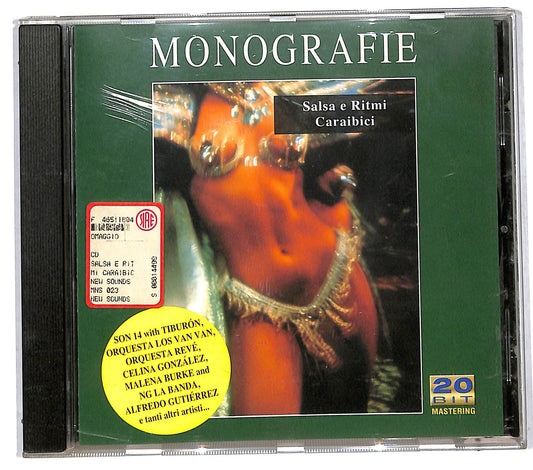 MONOGRAFIE
Salsa e Ritmi
Caraibici
F 46511804
OMAGGIO
CD
SALSA E RIT
MI CARAIBIC
NEW SOUNDS
MNS 023
NEW SOUNDS
SIAE
SON 14 with TIBURÓN,
ORQUESTA LOS VAN VAN,
ORQUESTA REVÉ,
CELINA GONZÁLEZ,
MALENA BURKE and
NG LA BANDA,
ALFREDO GUTIÉRREZ
e tanti altri artisti...
20
BIT
MASTERING